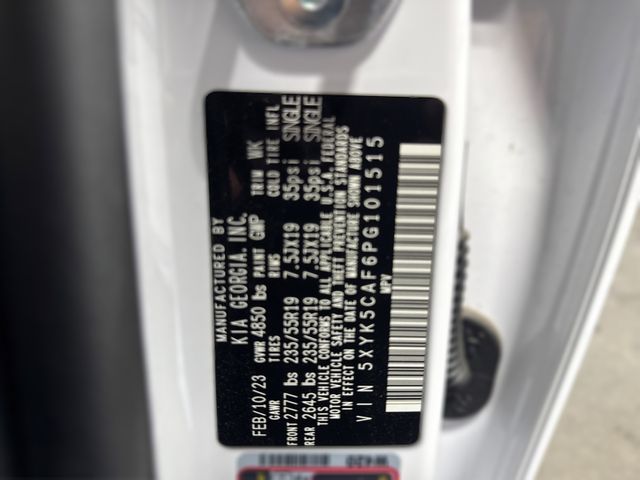 MANUFACTURED BY
KIA GEORGIA, INC.
FEB/10/23 GVWR 4850 lbs PAINT GWP TRIM WK
GAWR TIRES RIMS COLD TIRE INFL
FRONT 2777 lbs 235/55R19 7.5JX19 35psi SINGLE
REAR 2645 lbs 235/55R19 7.5JX19 35psi SINGLE
THIS VEHICLE CONFORMS TO ALL APPLICABLE U.S.A. FEDERAL
MOTOR VEHICLE SAFETY AND THEFT PREVENTION STANDARDS
IN EFFECT ON THE DATE OF MANUFACTURE SHOWN ABOVE
VIN 5XYK5CAF6PG101515
MPV
W420